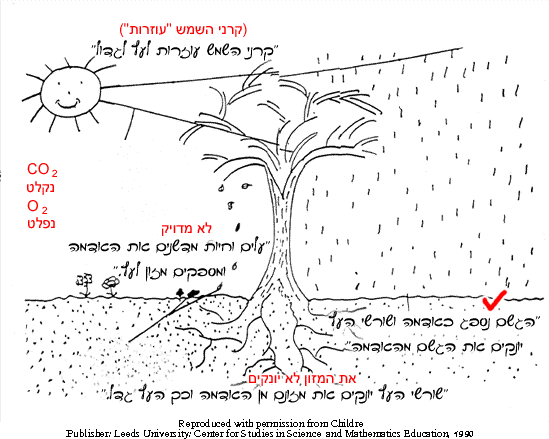 (קרני השמש "עוזרות")
"קרני השמש עוזרות לעץ לגדול"
CO2
נקלט
O2
נפלט
לא מדויק
"עלים וחיות מדשנים את האדמה
ומספקים מזון לעץ."
"הגשם נספג באדמה ושורשי העץ
יונקים את הגשם מהאדמה"
את המזון לא יונקים
"שורשי העץ יונקים את מזונם מן האדמה וכך העץ גדל."
Reproduced with permission from Childre
Publisher/ Leeds University/ Center for Studies in Science and Mathematics Education, 1990